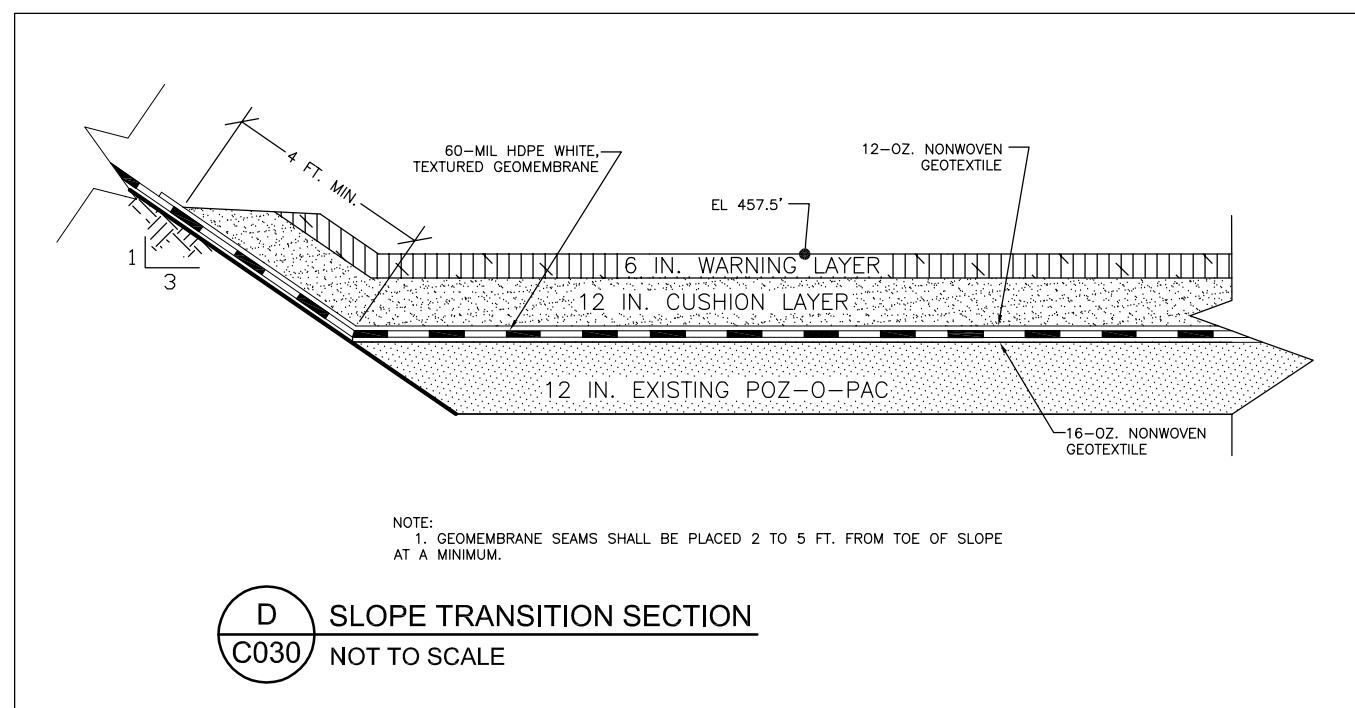 4 FT. MIN.
60-MIL HDPE WHITE,
TEXTURED GEOMEMBRANE
12-OZ. NONWOVEN
GEOTEXTILE
EL 457.5'
1
3
6 IN. WARNING LAYER
12 IN. CUSHION LAYER
12 IN. EXISTING POZ-O-PAC
16-OZ. NONWOVEN
GEOTEXTILE
NOTE:
1. GEOMEMBRANE SEAMS SHALL BE PLACED 2 TO 5 FT. FROM TOE OF SLOPE
AT A MINIMUM.
D
C030
SLOPE TRANSITION SECTION
NOT TO SCALE